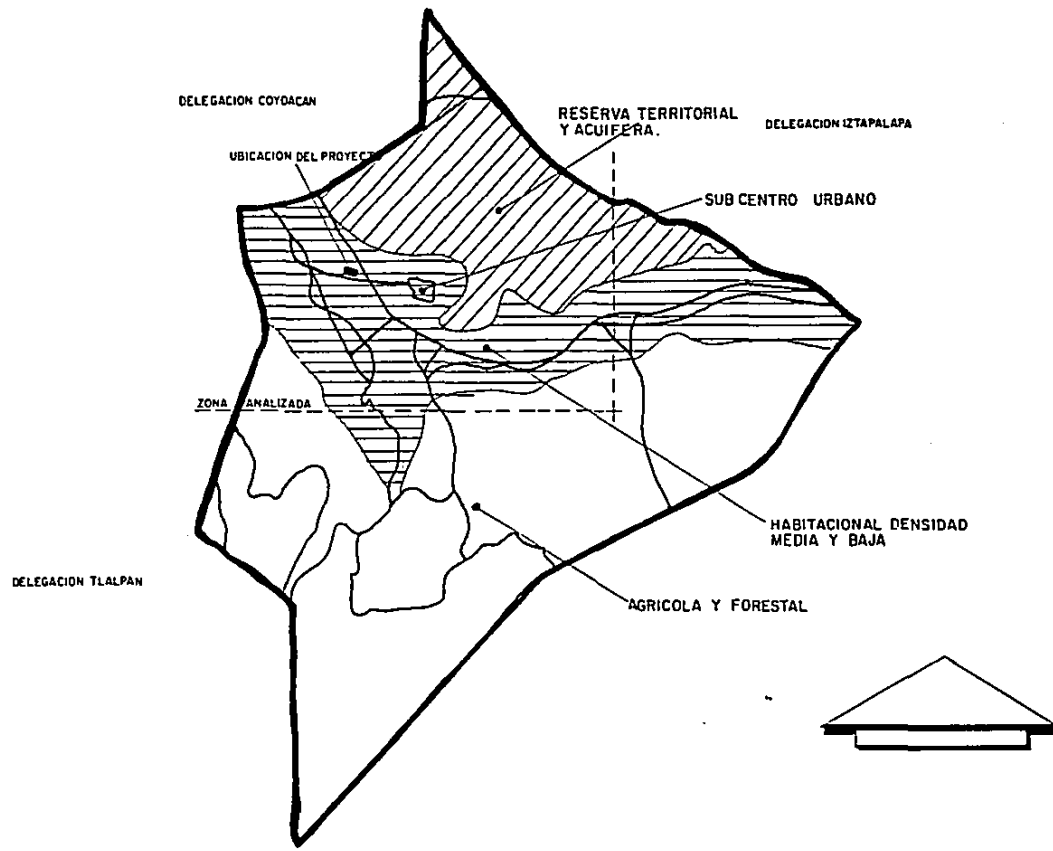 DELEGACION COYOACAN
RESERVA TERRITORIAL
Y ACUIFERA.
DELEGACION IZTAPALAPA
UBICACION DEL PROYECTO
SUB CENTRO URBANO
ZONA ANALIZADA
HABITACIONAL DENSIDAD
MEDIA Y BAJA
DELEGACION TLALPAN
AGRICOLA Y FORESTAL